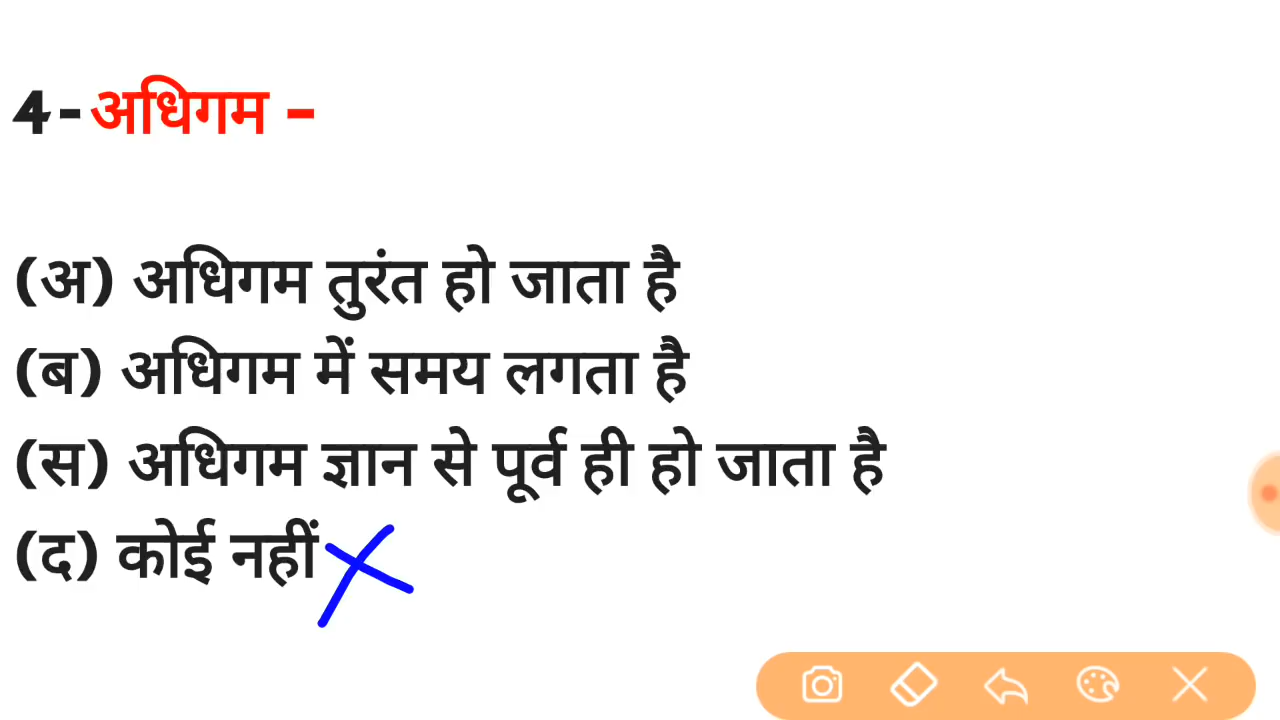 4- अधिगम –
(अ) अधिगम तुरंत हो जाता है
(ब) अधिगम में समय लगता है
(स) अधिगम ज्ञान से पूर्व ही हो जाता है
(द) कोई नहीं